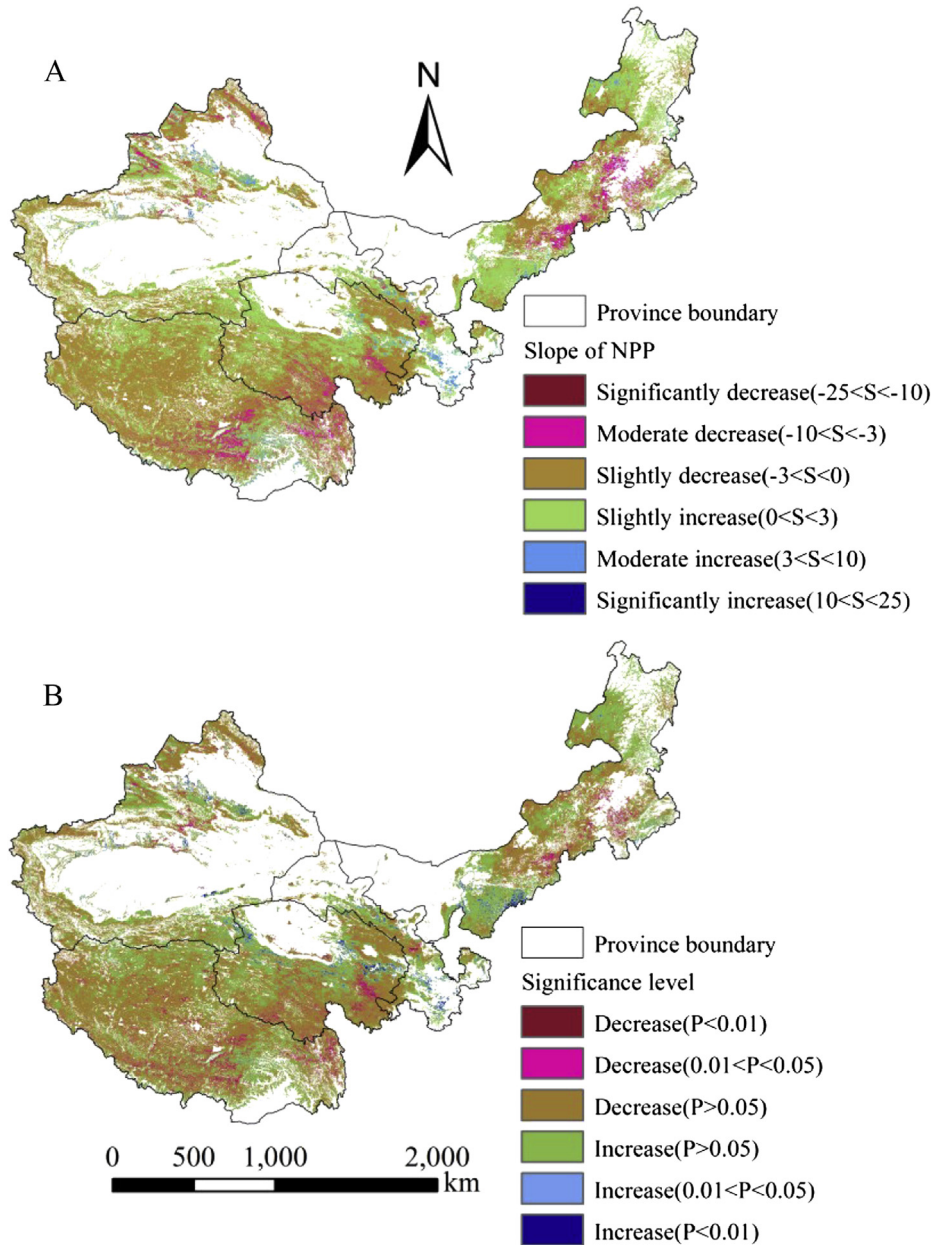 A
N
Province boundary
Slope of NPP
Significantly decrease(-25<S<-10)
Moderate decrease(-10<S<-3)
Slightly decrease(-3<S<0)
Slightly increase(0<S<3)
Moderate increase(3<S<10)
Significantly increase(10<S<25)
B
Province boundary
Significance level
Decrease(P<0.01)
Decrease(0.01<P<0.05)
Decrease(P>0.05)
Increase(P>0.05)
Increase(0.01<P<0.05)
Increase(P<0.01)
0 500 1,000 2,000
km